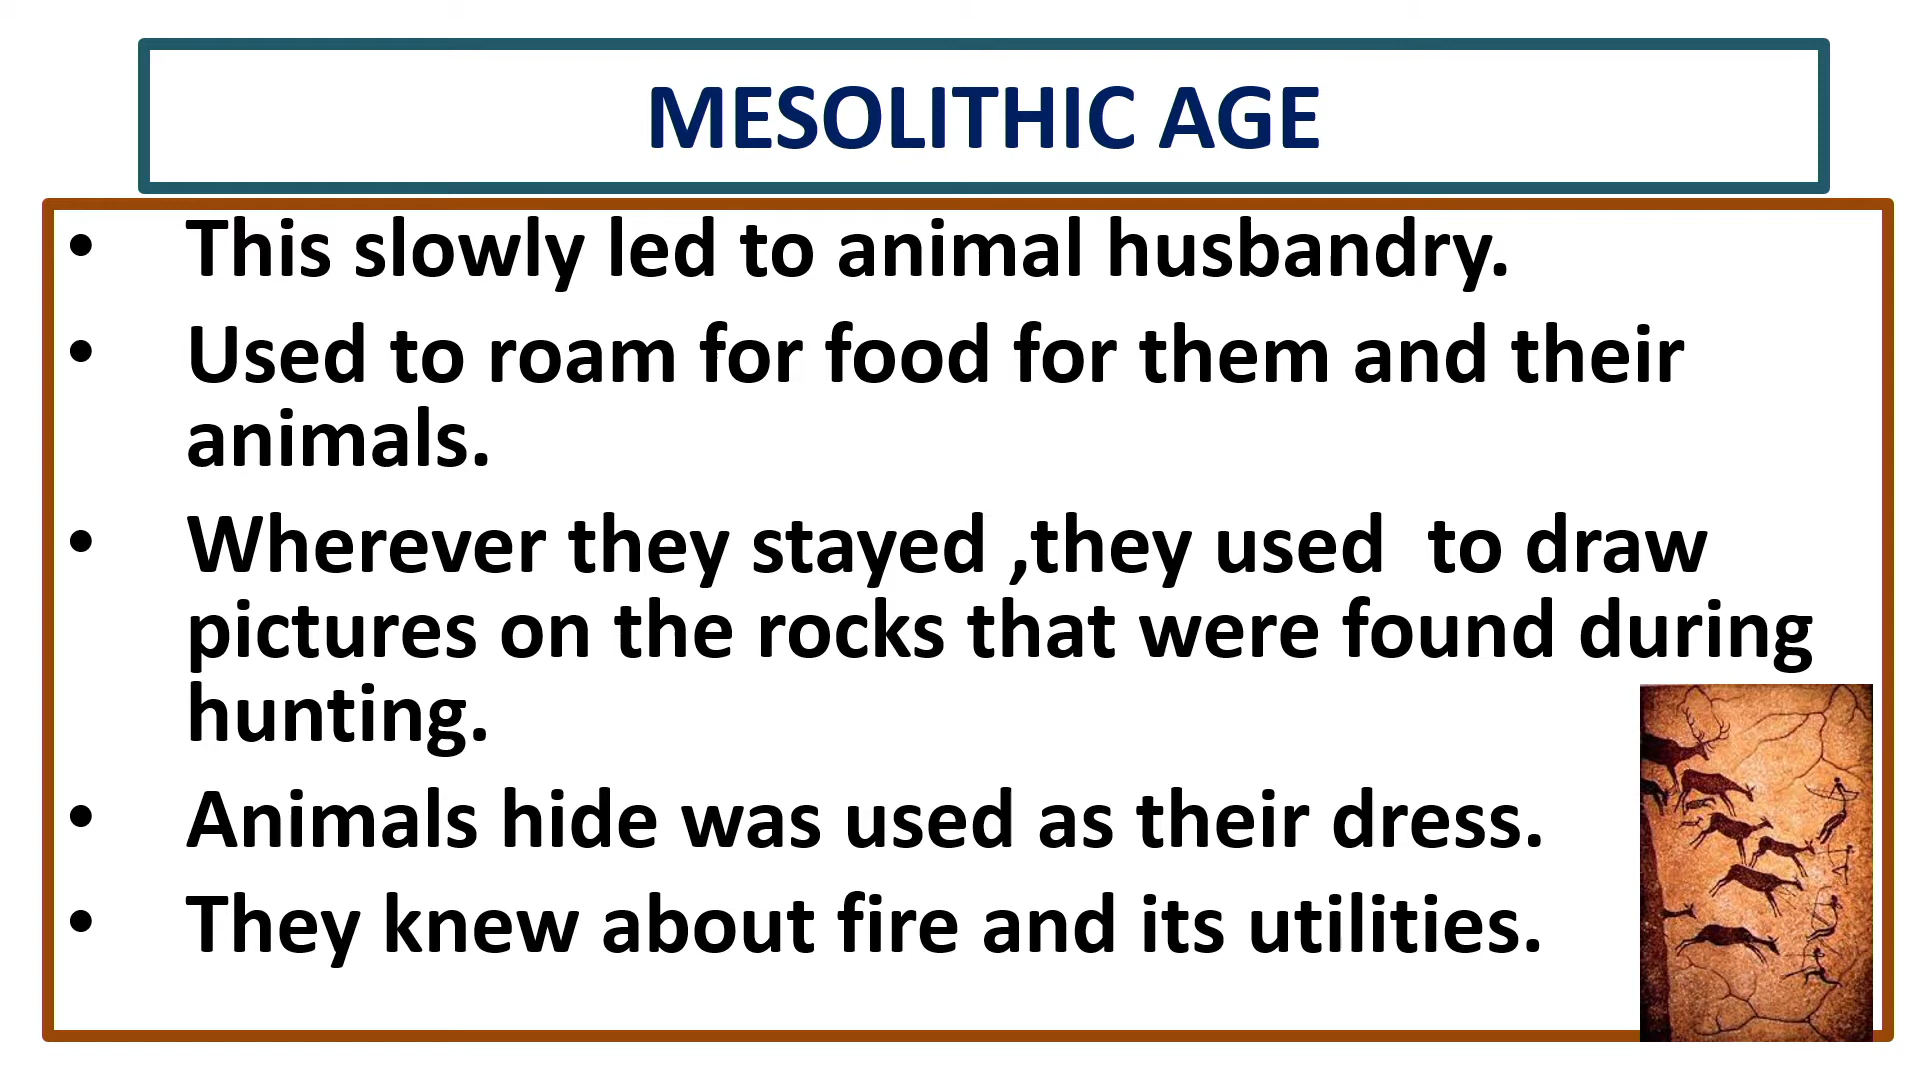 MESOLITHIC AGE
• This slowly led to animal husbandry.
• Used to roam for food for them and their
animals.
• Wherever they stayed ,they used  to draw
pictures on the rocks that were found during
hunting.
• Animals hide was used as their dress.
• They knew about fire and its utilities.